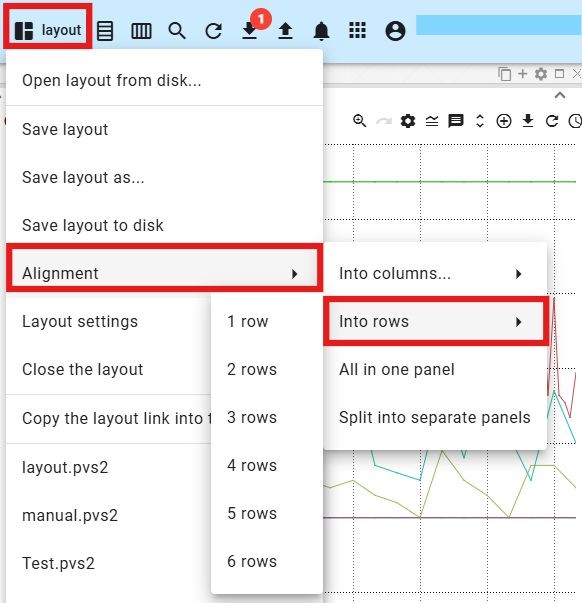 layout
1
Open layout from disk...
Save layout
Save layout as...
Save layout to disk
Alignment
Into columns...
Layout settings
1 row
Into rows
Close the layout
2 rows
All in one panel
Copy the layout link into t
3 rows
Split into separate panels
layout.pvs2
4 rows
manual.pvs2
5 rows
Test.pvs2
6 rows